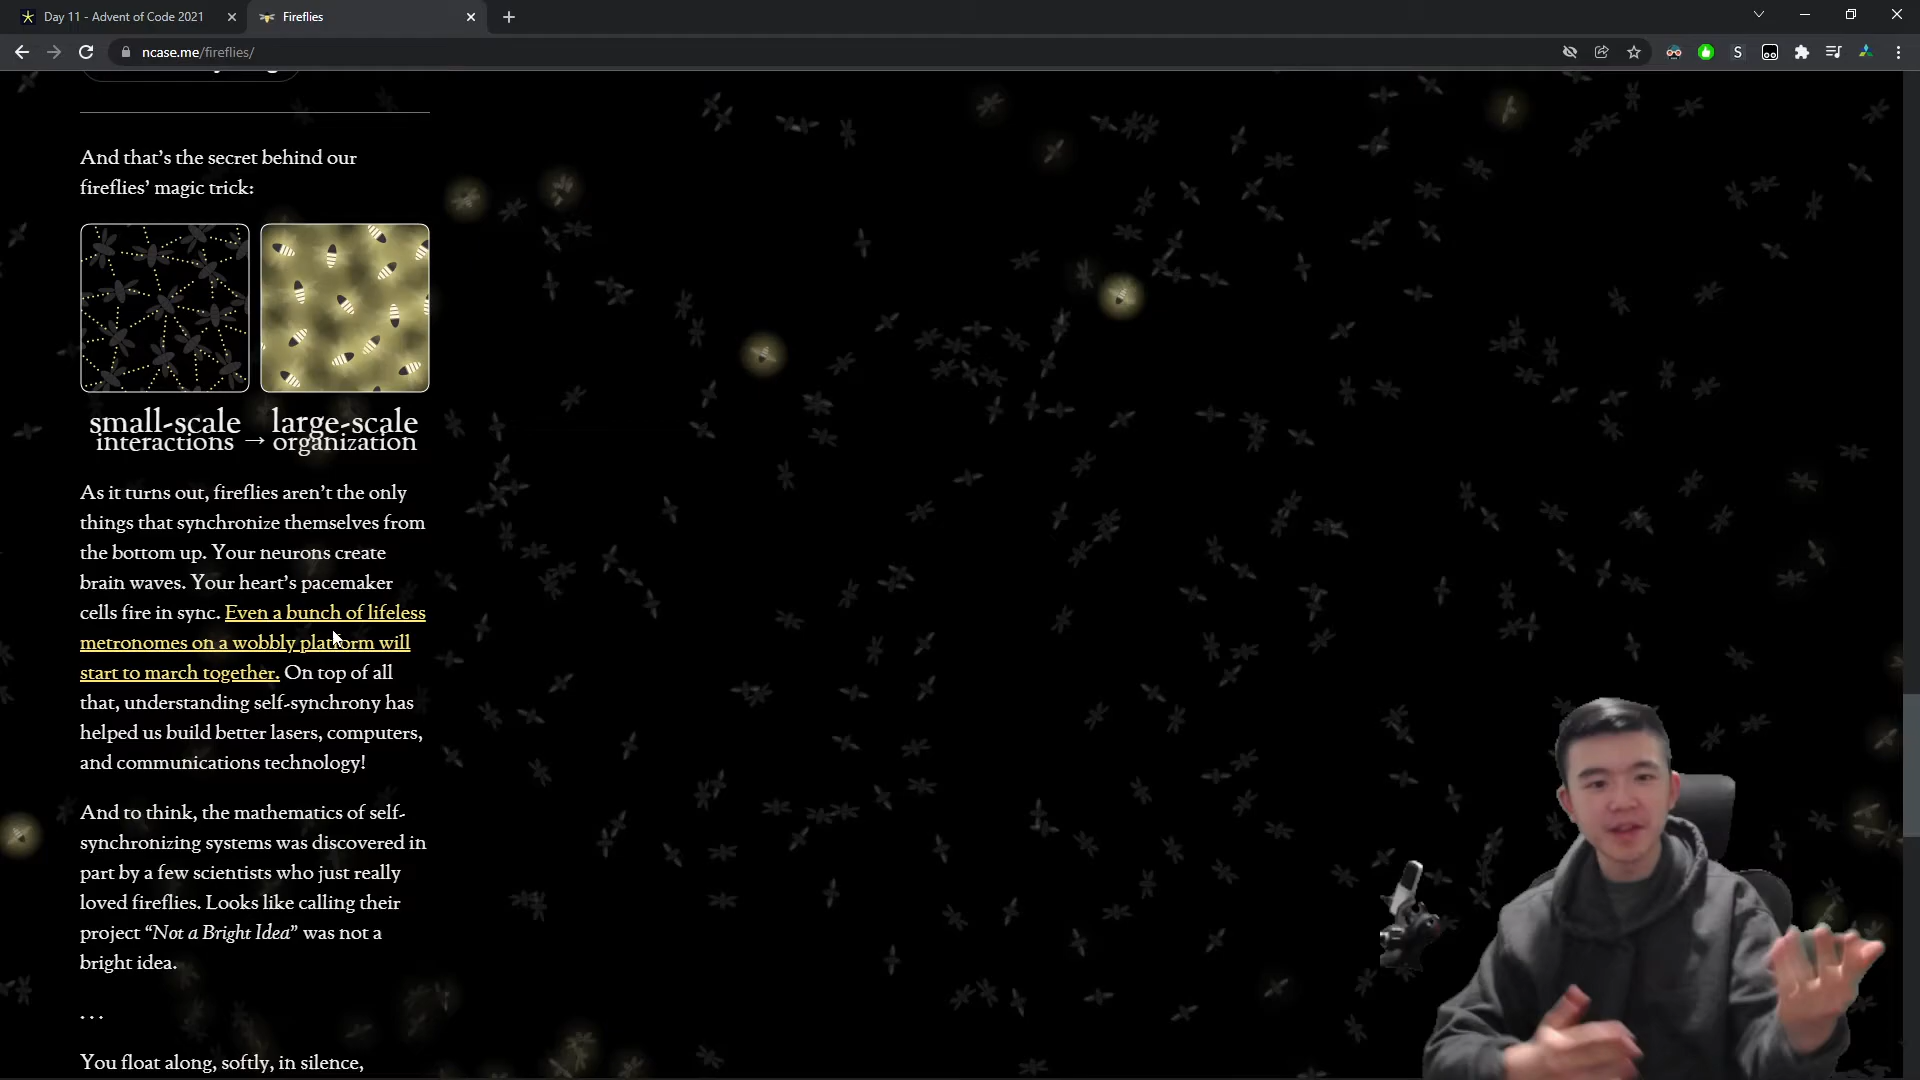 Day 11 - Advent of Code 2021
Fireflies
ncase.me/fireflies/
S
And that's the secret behind our
fireflies' magic trick:
small-scale large-scale
interactions → organization
As it turns out, fireflies aren't the only
things that synchronize themselves from
the bottom up. Your neurons create
brain waves. Your heart's pacemaker
cells fire in sync. Even a bunch of lifeless
metronomes on a wobbly platform will
start to march together. On top of all
that, understanding self-synchrony has
helped us build better lasers, computers,
and communications technology!
And to think, the mathematics of self-
synchronizing systems was discovered in
part by a few scientists who just really
loved fireflies. Looks like calling their
project “Not a Bright Idea” was not a
bright idea.
...
You float along, softly, in silence,